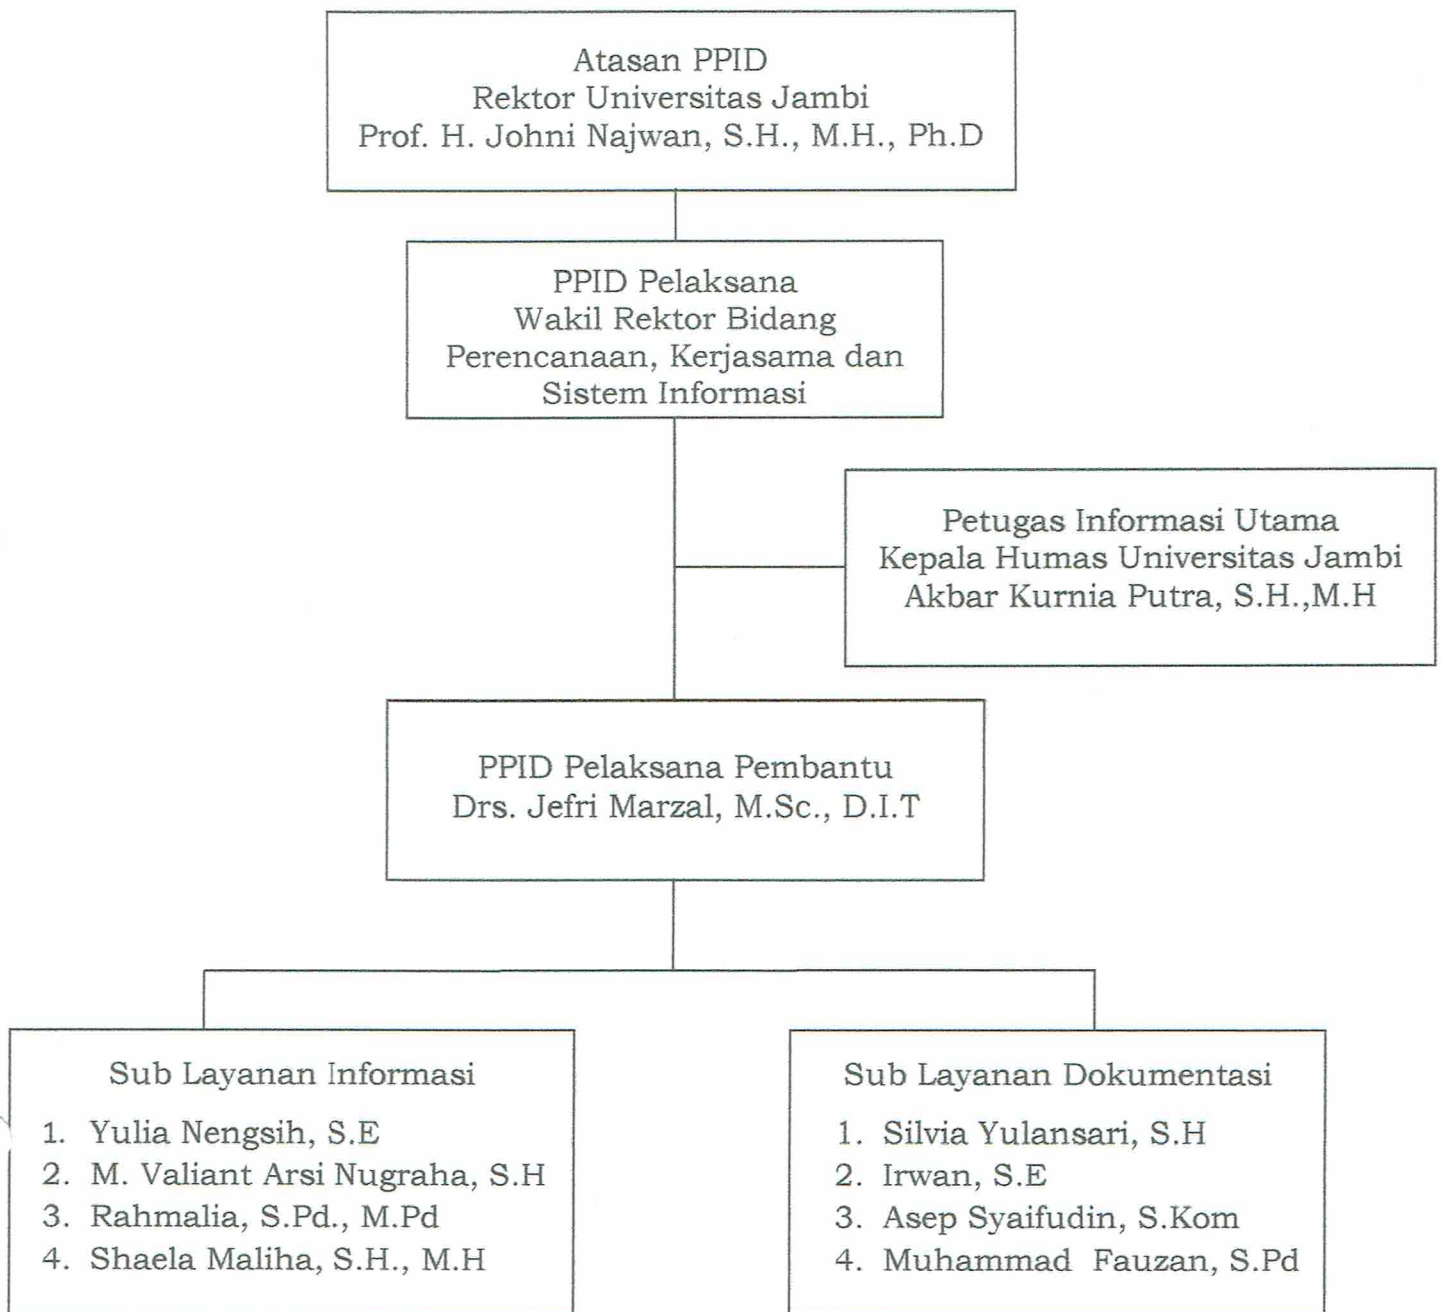 Atasan PPID
Rektor Universitas Jambi
Prof. H. Johni Najwan, S.H., M.H., Ph.D
PPID Pelaksana
Wakil Rektor Bidang
Perencanaan, Kerjasama dan
Sistem Informasi
Petugas Informasi Utama
Kepala Humas Universitas Jambi
Akbar Kurnia Putra, S.H.,M.H
PPID Pelaksana Pembantu
Drs. Jefri Marzal, M.Sc., D.I.T
Sub Layanan Informasi
1. Yulia Nengsih, S.E
2. M. Valiant Arsi Nugraha, S.H
3. Rahmalia, S.Pd., M.Pd
4. Shaela Maliha, S.H., M.H
Sub Layanan Dokumentasi
1. Silvia Yulansari, S.H
2. Irwan, S.E
3. Asep Syaifudin, S.Kom
4. Muhammad  Fauzan, S.Pd